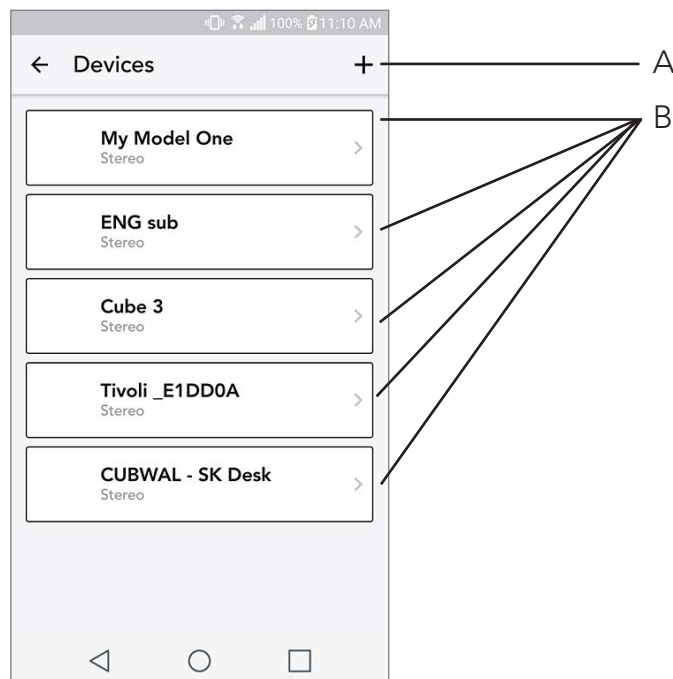 100% 11:10 AM
Devices +
A
B
My Model One
Stereo
ENG sub
Stereo
Cube 3
Stereo
Tivoli _E1DD0A
Stereo
CUBWAL - SK Desk
Stereo